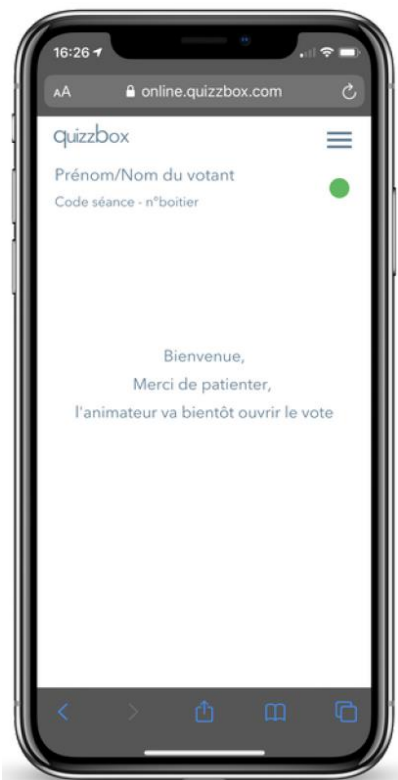 16:26
AA online.quizzbox.com
quizzbox
Prénom/Nom du votant
Code séance - n°boitier
Bienvenue,
Merci de patienter,
l'animateur va bientôt ouvrir le vote